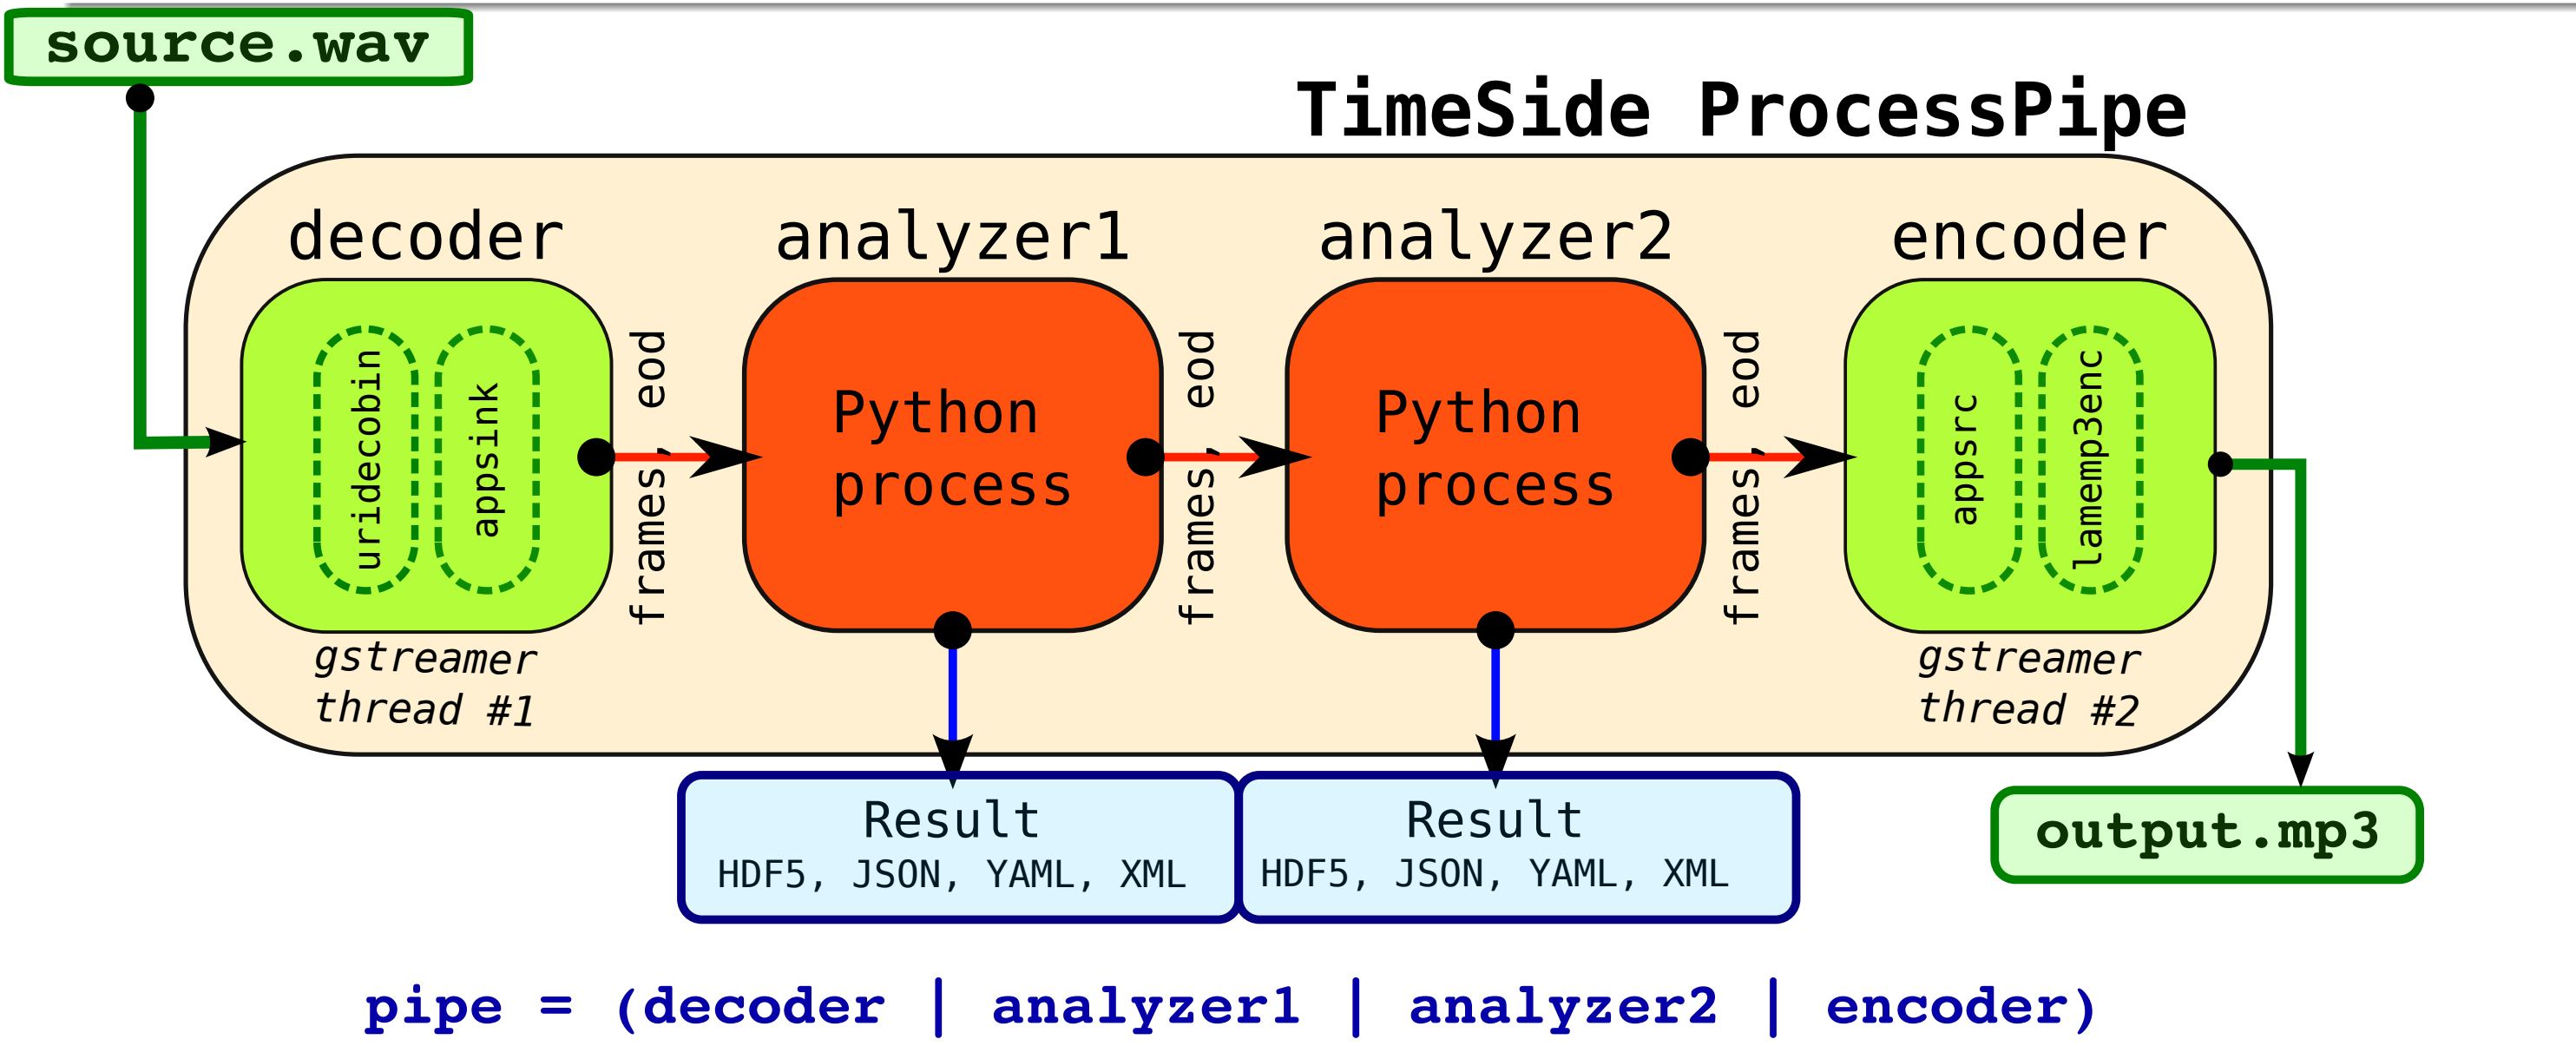 source.wav
TimeSide ProcessPipe
decoder
analyzer1
analyzer2
encoder
uridecobin
appsink
frames, eod
Python
process
frames, eod
Python
process
frames, eod
appsrc
lamemp3enc
gstreamer
thread #1
gstreamer
thread #2
Result
HDF5, JSON, YAML, XML
Result
HDF5, JSON, YAML, XML
output.mp3
pipe = (decoder | analyzer1 | analyzer2 | encoder)